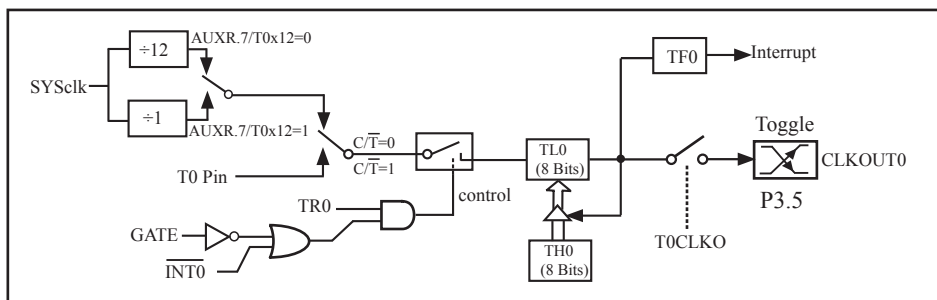 AUXR.7/T0x12=0
÷12
SYSclk
÷1
AUXR.7/T0x12=1
C/T̅=0
C/T̅=1
T0 Pin
TR0
control
GATE
I̅N̅T̅0̅
TL0
(8 Bits)
TH0
(8 Bits)
TF0
Interrupt
Toggle
CLKOUT0
P3.5
T0CLKO